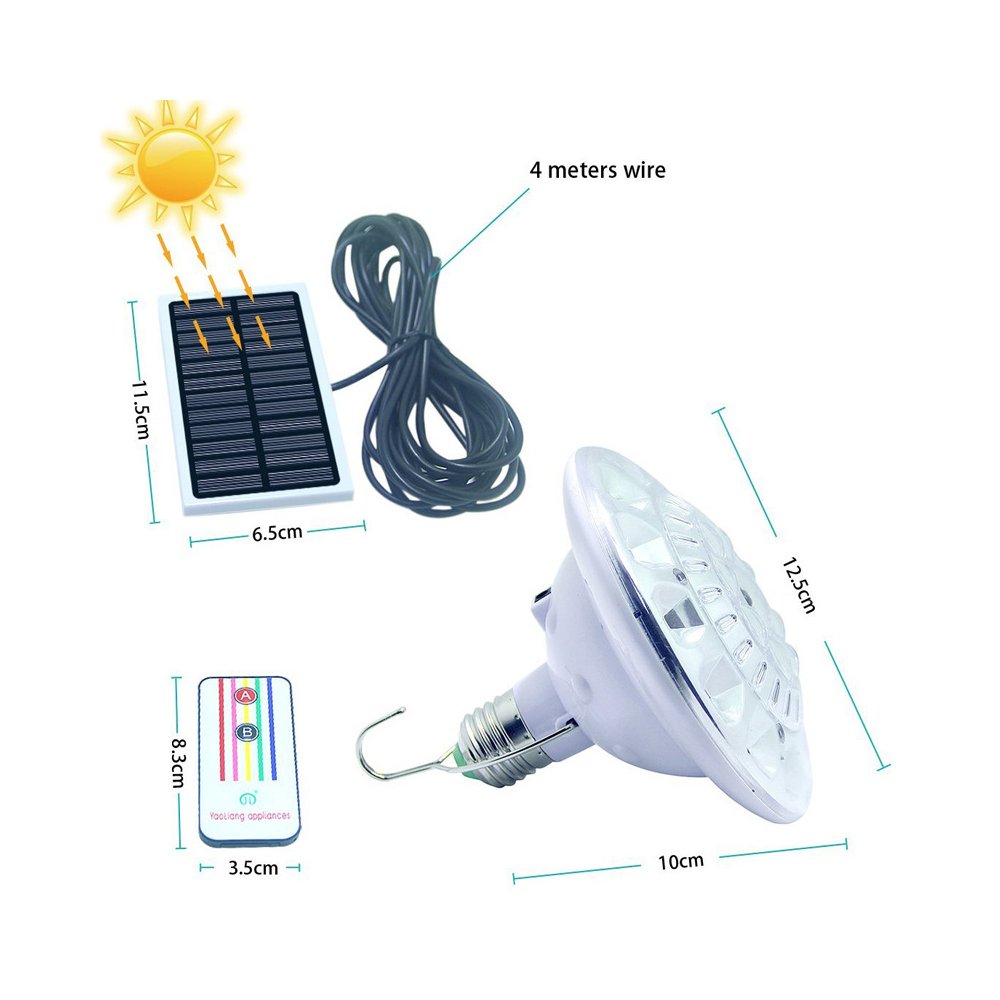 4 meters wire
11.5cm
6.5cm
12.5cm
A
B
YaoLiang appliances
8.3cm
3.5cm
10cm